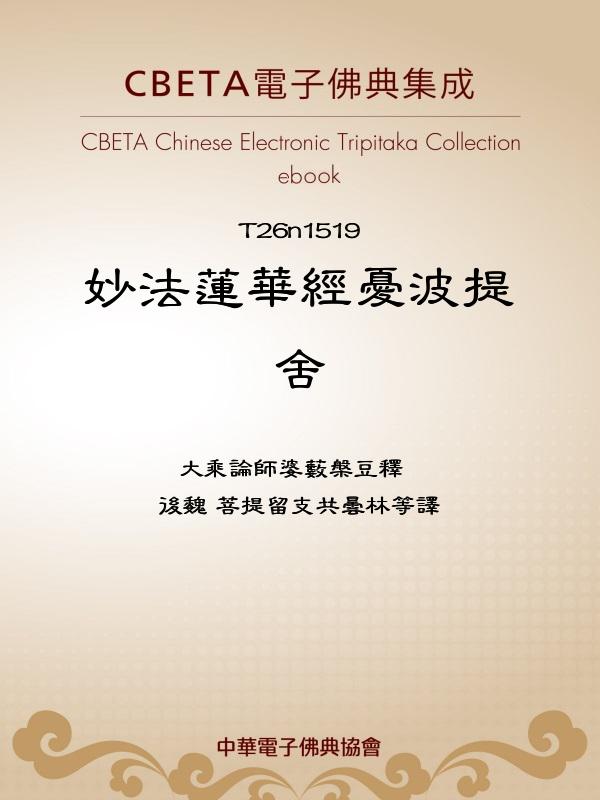 CBETA電子佛典集成
CBETA Chinese Electronic Tripitaka Collection
ebook
T26n1519
妙法蓮華經憂波提
舍
大乘論師婆藪槃豆釋
後魏 菩提留支共曇林等譯
中華電子佛典協會